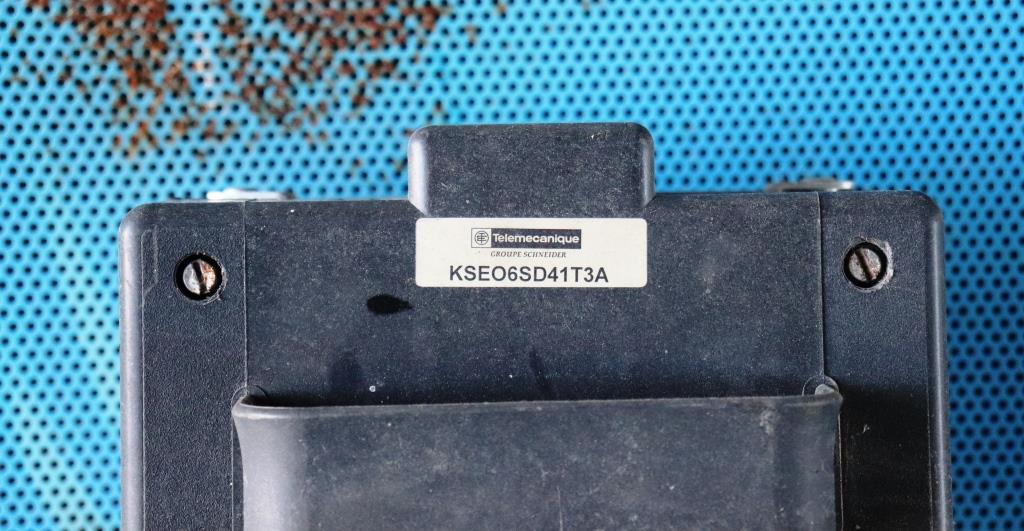 Telemecanique
GROUPE SCHNEIDER
KSEO6SD41T3A